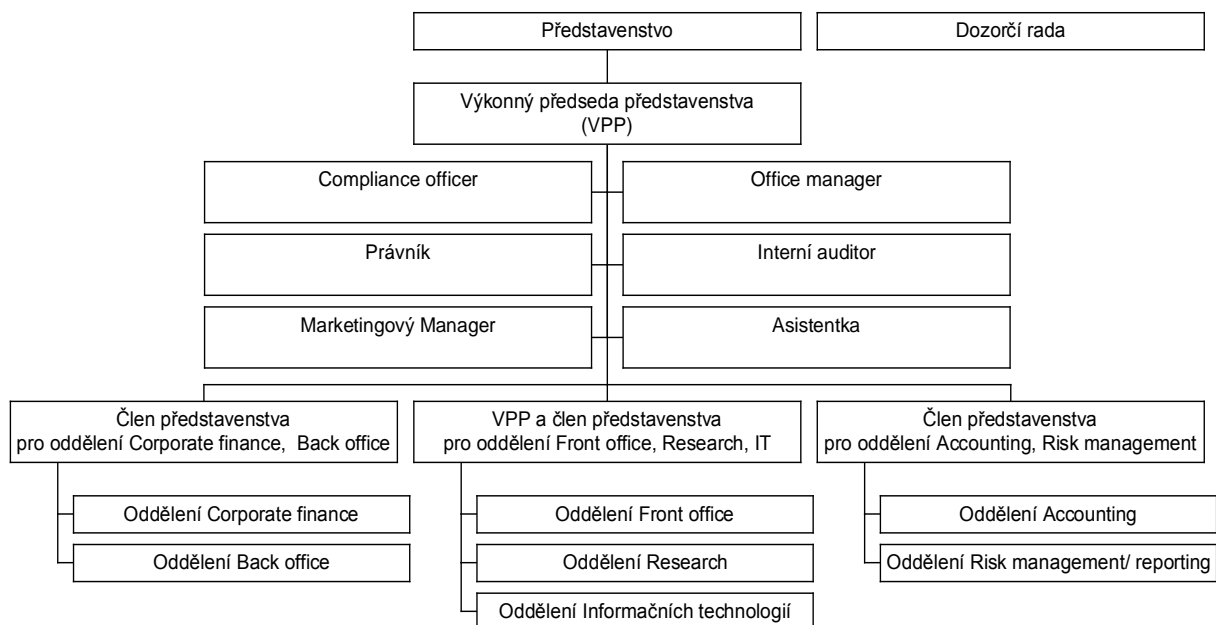 Představenstvo
Dozorčí rada
Výkonný předseda představenstva
(VPP)
Compliance officer
Office manager
Právník
Interní auditor
Marketingový Manager
Asistentka
Člen představenstva
pro oddělení Corporate finance, Back office
VPP a člen představenstva
pro oddělení Front office, Research, IT
Člen představenstva
pro oddělení Accounting, Risk management
Oddělení Corporate finance
Oddělení Front office
Oddělení Accounting
Oddělení Back office
Oddělení Research
Oddělení Risk management/ reporting
Oddělení Informačních technologií